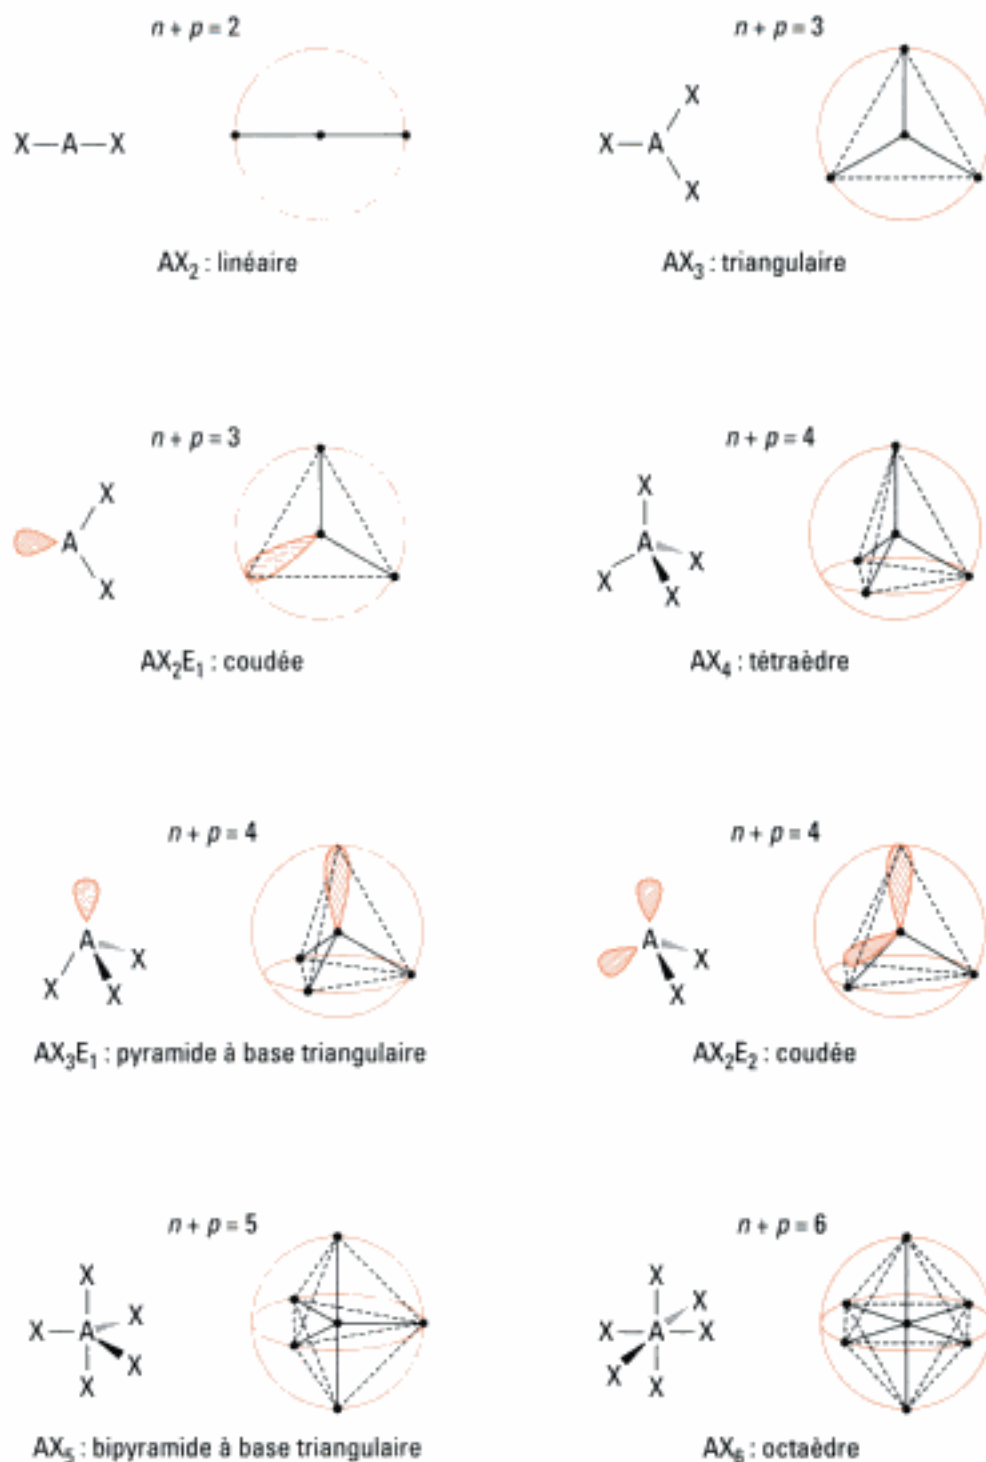 n + p = 2
X—A—X
AX₂ : linéaire
n + p = 3
X
X—A
X
AX₃ : triangulaire
n + p = 3
X
A
X
AX₂E₁ : coudée
n + p = 4
X
A
X
X
X
AX₄ : tétraèdre
n + p = 4
A
X
X
X
AX₃E₁ : pyramide à base triangulaire
n + p = 4
A
X
X
AX₂E₂ : coudée
n + p = 5
X
X
X—A
X
X
AX₅ : bipyramide à base triangulaire
n + p = 6
X
X
X—A—X
X
X
AX₆ : octaèdre